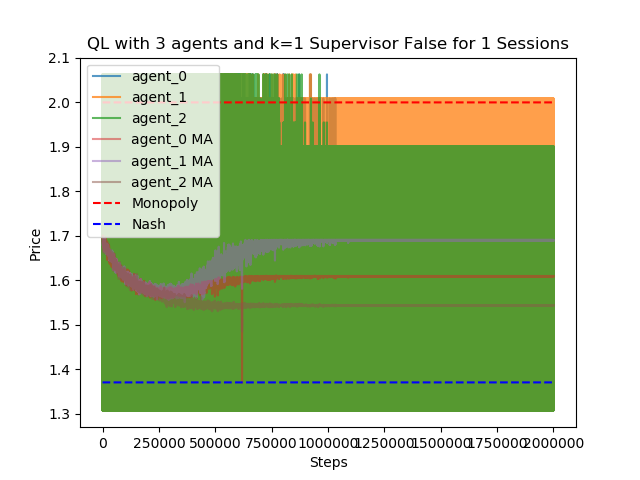 QL with 3 agents and k=1 Supervisor False for 1 Sessions
agent_0
agent_1
agent_2
agent_0 MA
agent_1 MA
agent_2 MA
Monopoly
Nash
Price
2.1
2.0
1.9
1.8
1.7
1.6
1.5
1.4
1.3
0 250000 500000 750000 1000000 1250000 1500000 1750000 2000000
Steps